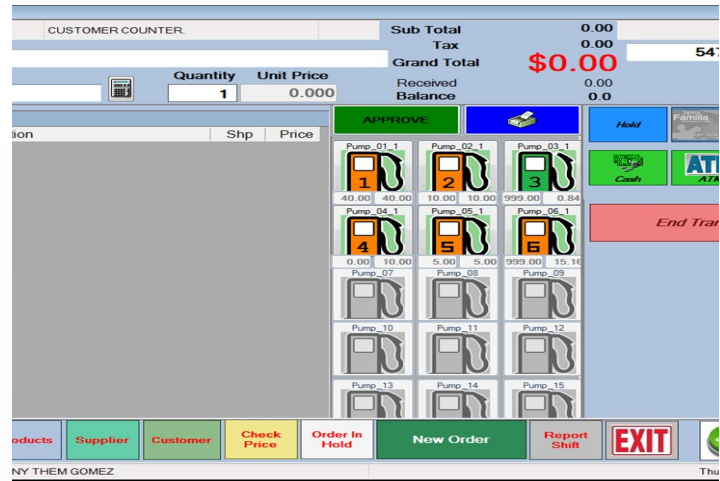 CUSTOMER COUNTER.
Sub Total 0.00
Tax 0.00
Grand Total $0.00
Received 0.00
Balance 0.0
547
Quantity Unit Price
1 0.000
tion Shp Price
APPROVE
Hold
Familia
Cash
ATM
End Tran
Pump_01_1 Pump_02_1 Pump_03_1
1 2 3
40.00 40.00 10.00 10.00 999.00 0.84
Pump_04_1 Pump_05_1 Pump_06_1
4 5 6
0.00 10.00 5.00 5.00 999.00 15.16
Pump_07 Pump_08 Pump_09
Pump_10 Pump_11 Pump_12
Pump_13 Pump_14 Pump_15
oducts Supplier Customer Check Price Order In Hold New Order Report Shift EXIT
NY THEM GOMEZ Thu